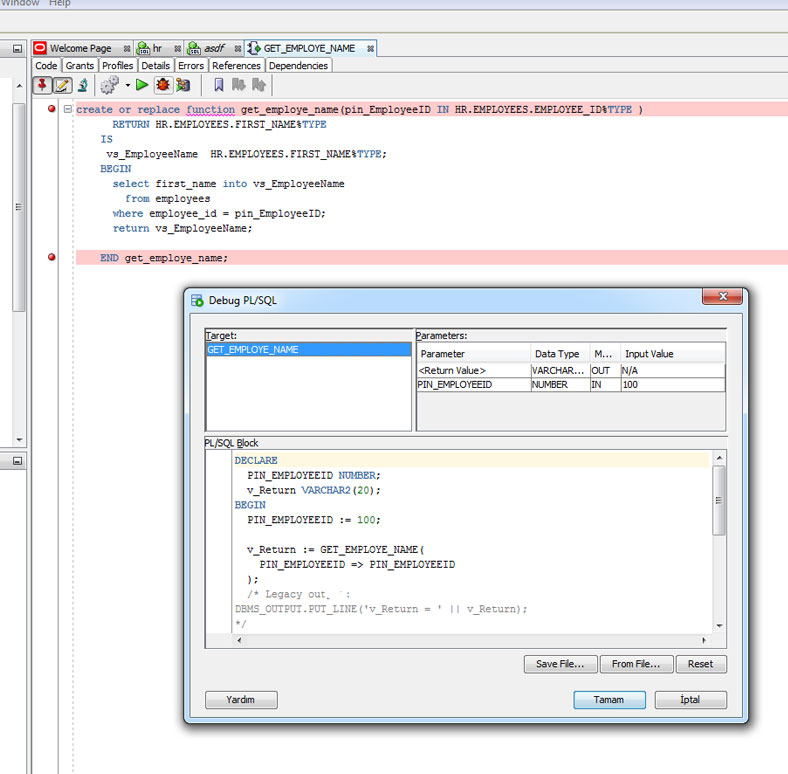 Window Help
Welcome Page hr asdf GET_EMPLOYE_NAME
Code Grants Profiles Details Errors References Dependencies
create or replace function get_employe_name(pin_EmployeeID IN HR.EMPLOYEES.EMPLOYEE_ID%TYPE )
RETURN HR.EMPLOYEES.FIRST_NAME%TYPE
IS
vs_EmployeeName HR.EMPLOYEES.FIRST_NAME%TYPE;
BEGIN
select first_name into vs_EmployeeName
from employees
where employee_id = pin_EmployeeID;
return vs_EmployeeName;
END get_employe_name;
Debug PL/SQL
Target:
GET_EMPLOYE_NAME
Parameters:
Parameter Data Type M... Input Value
<Return Value> VARCHAR... OUT N/A
PIN_EMPLOYEEID NUMBER IN 100
PL/SQL Block
DECLARE
PIN_EMPLOYEEID NUMBER;
v_Return VARCHAR2(20);
BEGIN
PIN_EMPLOYEEID := 100;
v_Return := GET_EMPLOYE_NAME(
PIN_EMPLOYEEID => PIN_EMPLOYEEID
);
/* Legacy :
DBMS_OUTPUT.PUT_LINE('v_Return = ' || v_Return);
*/
Save File... From File... Reset
Yardım Tamam İptal